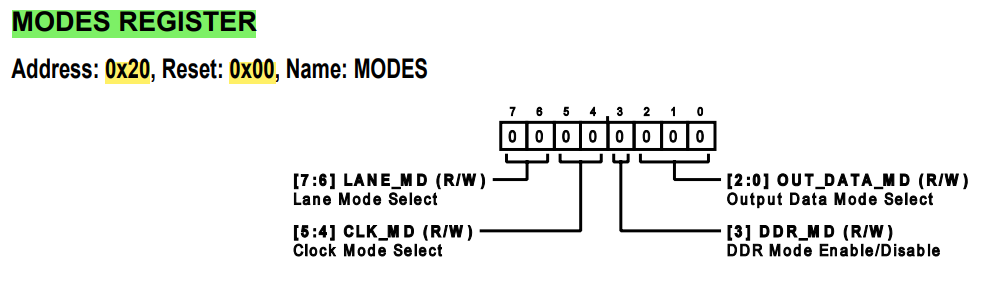 MODES REGISTER
Address: 0x20, Reset: 0x00, Name: MODES
7 6 5 4 3 2 1 0
0 0 0 0 0 0 0 0
[7:6] LANE_MD (R/W)
Lane Mode Select
[2:0] OUT_DATA_MD (R/W)
Output Data Mode Select
[5:4] CLK_MD (R/W)
Clock Mode Select
[3] DDR_MD (R/W)
DDR Mode Enable/Disable